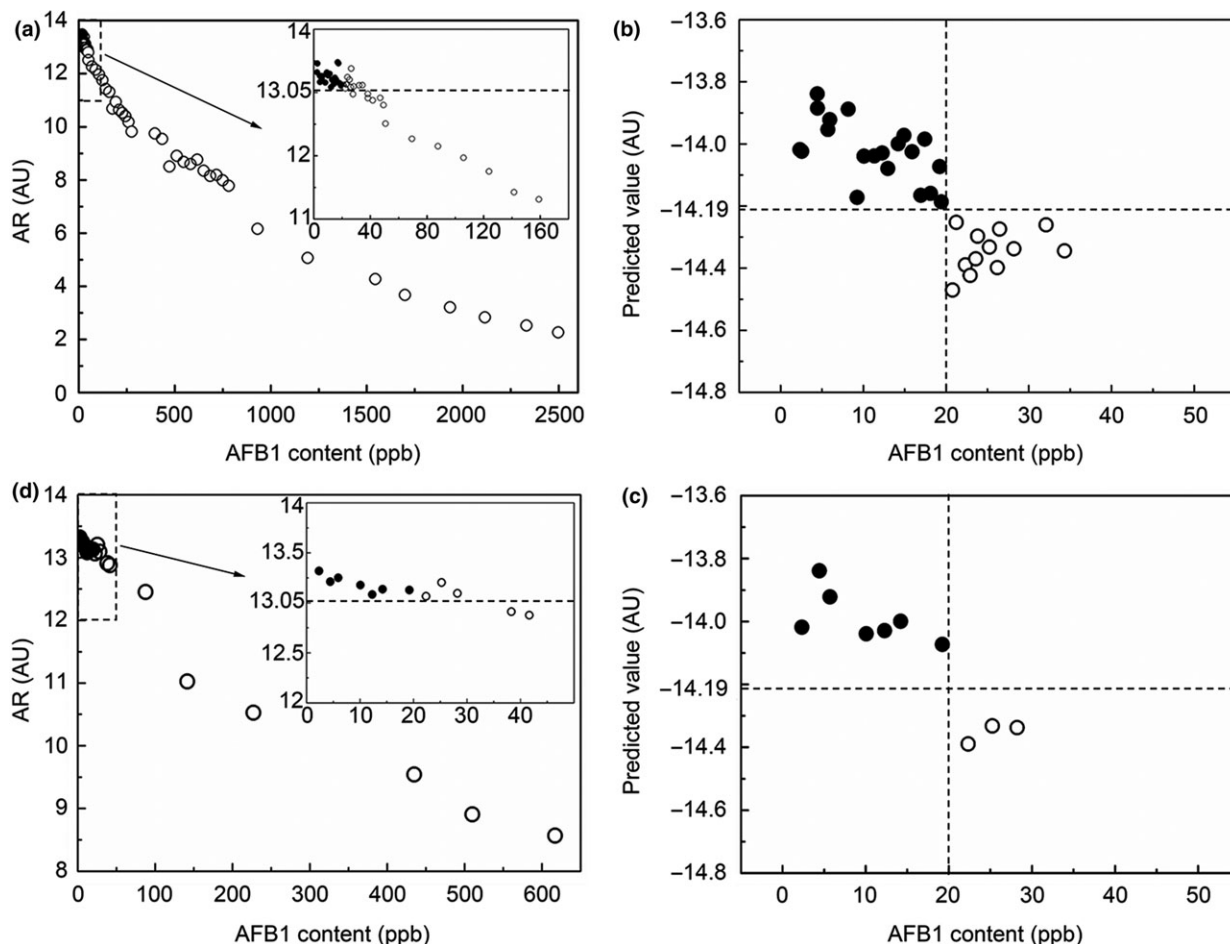 (a)
14
12
10
8
6
4
2
0
AR (AU)
0 500 1000 1500 2000 2500
AFB1 content (ppb)
14
13.05
12
11
0 40 80 120 160
(b)
−13.6
−13.8
−14.0
−14.19
−14.4
−14.6
−14.8
Predicted value (AU)
0 10 20 30 40 50
AFB1 content (ppb)
(d)
14
13
12
11
10
9
8
AR (AU)
0 100 200 300 400 500 600
AFB1 content (ppb)
14
13.5
13.05
12.5
12
0 10 20 30 40
(c)
−13.6
−13.8
−14.0
−14.19
−14.4
−14.6
−14.8
Predicted value (AU)
0 10 20 30 40 50
AFB1 content (ppb)